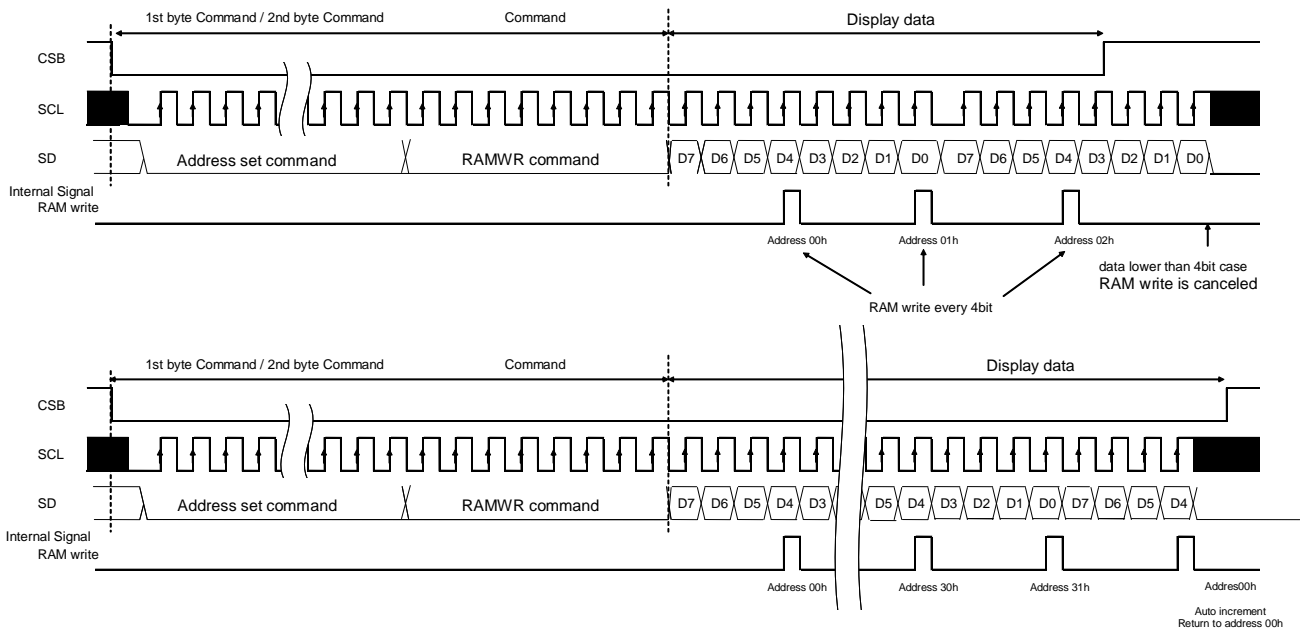 1st byte Command / 2nd byte Command Command Display data
CSB
SCL
SD Address set command RAMWR command D7 D6 D5 D4 D3 D2 D1 D0 D7 D6 D5 D4 D3 D2 D1 D0
Internal Signal
RAM write
Address 00h Address 01h Address 02h
data lower than 4bit case
RAM write is canceled
RAM write every 4bit
1st byte Command / 2nd byte Command Command Display data
CSB
SCL
SD Address set command RAMWR command D7 D6 D5 D4 D3 D5 D4 D3 D2 D1 D0 D7 D6 D5 D4
Internal Signal
RAM write
Address 00h Address 30h Address 31h Addres00h
Auto increment
Return to address 00h